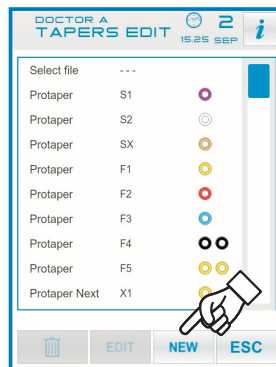 DOCTOR A
TAPERS EDIT
15.25
2
SEP
i
Select file ---
Protaper S1
Protaper S2
Protaper SX
Protaper F1
Protaper F2
Protaper F3
Protaper F4
Protaper F5
Protaper Next X1
EDIT
NEW
ESC